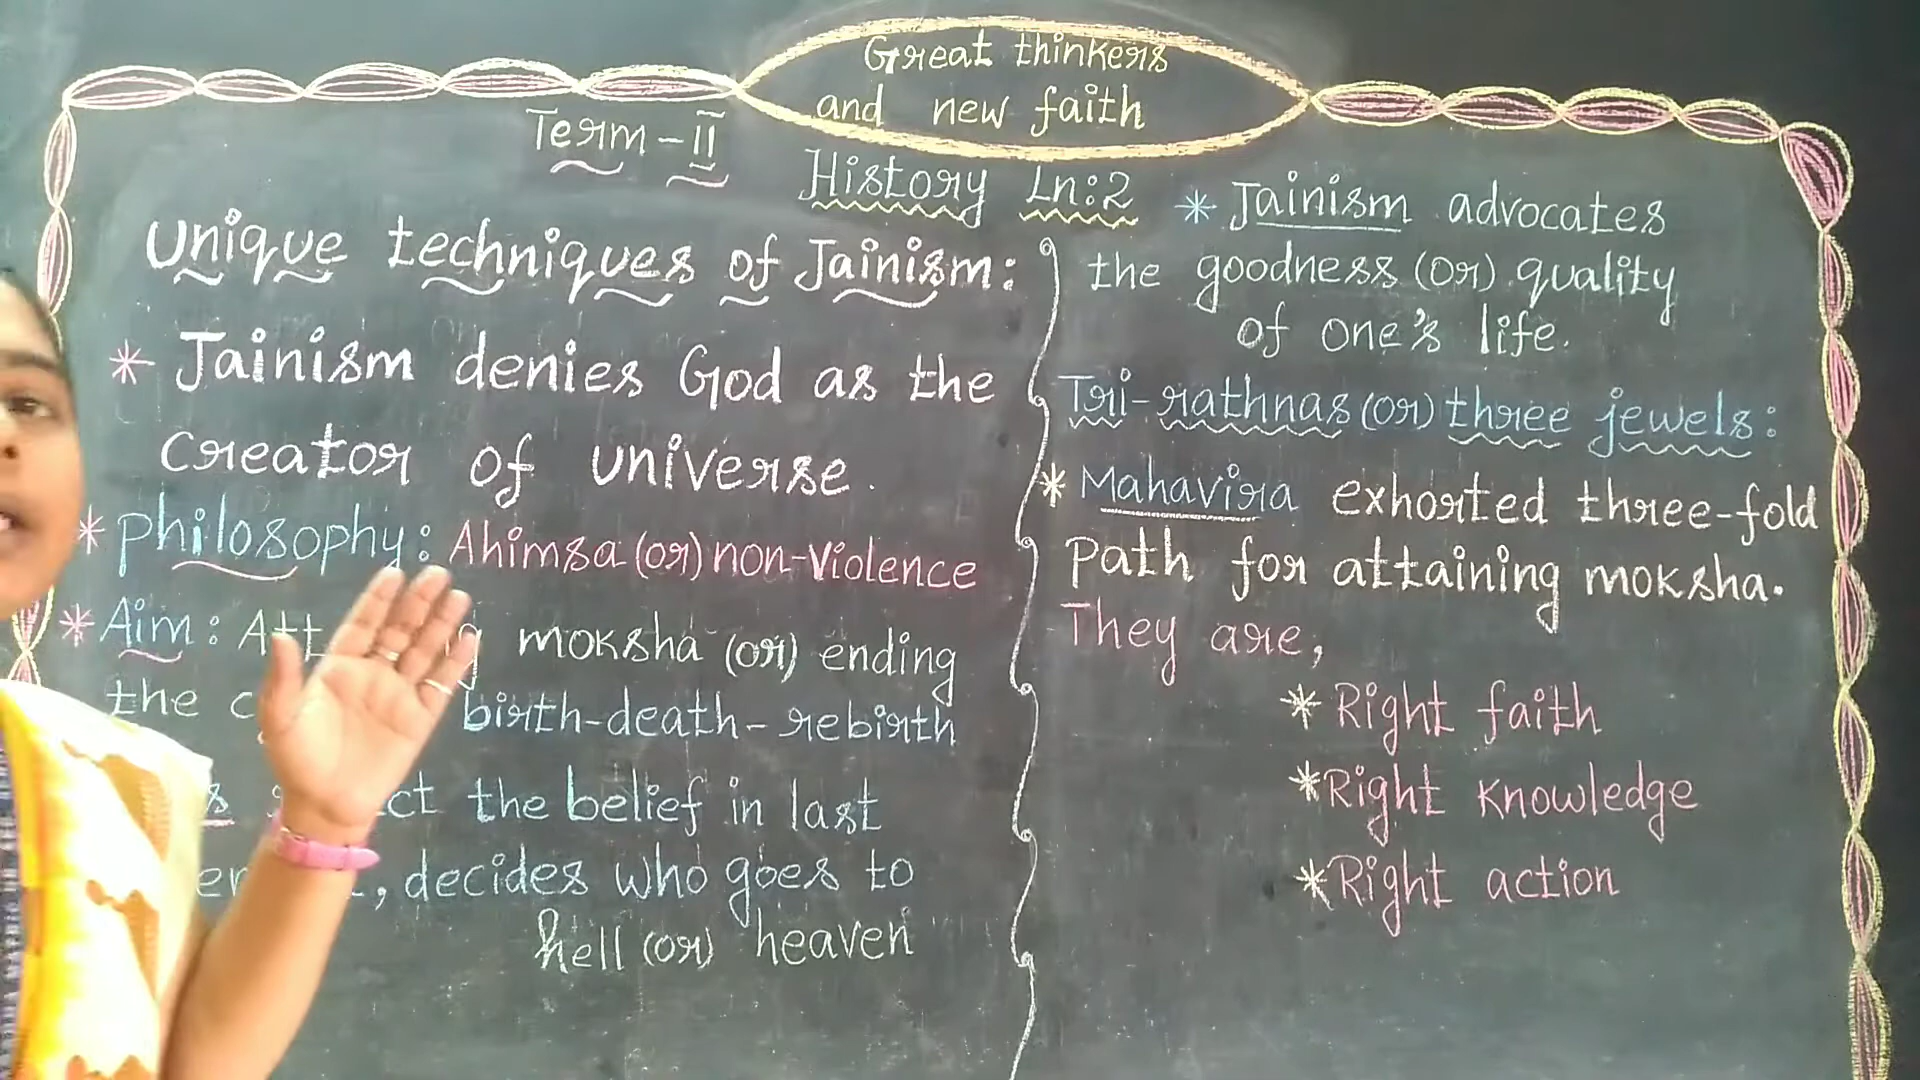 Great thinkers
and new faith
Term-II
History Ln:2
Unique techniques of Jainism:
* Jainism denies God as the
creator of universe.
* Philosophy: Ahimsa (or) non-violence
* Aim: moksha (or) ending
the birth-death-rebirth
the belief in last
, decides who goes to
hell (or) heaven
* Jainism advocates
the goodness (or) quality
of one's life.
Tri-rathnas (or) three jewels:
* Mahavira exhorted three-fold
Path for attaining moksha.
They are,
* Right faith
* Right knowledge
* Right action